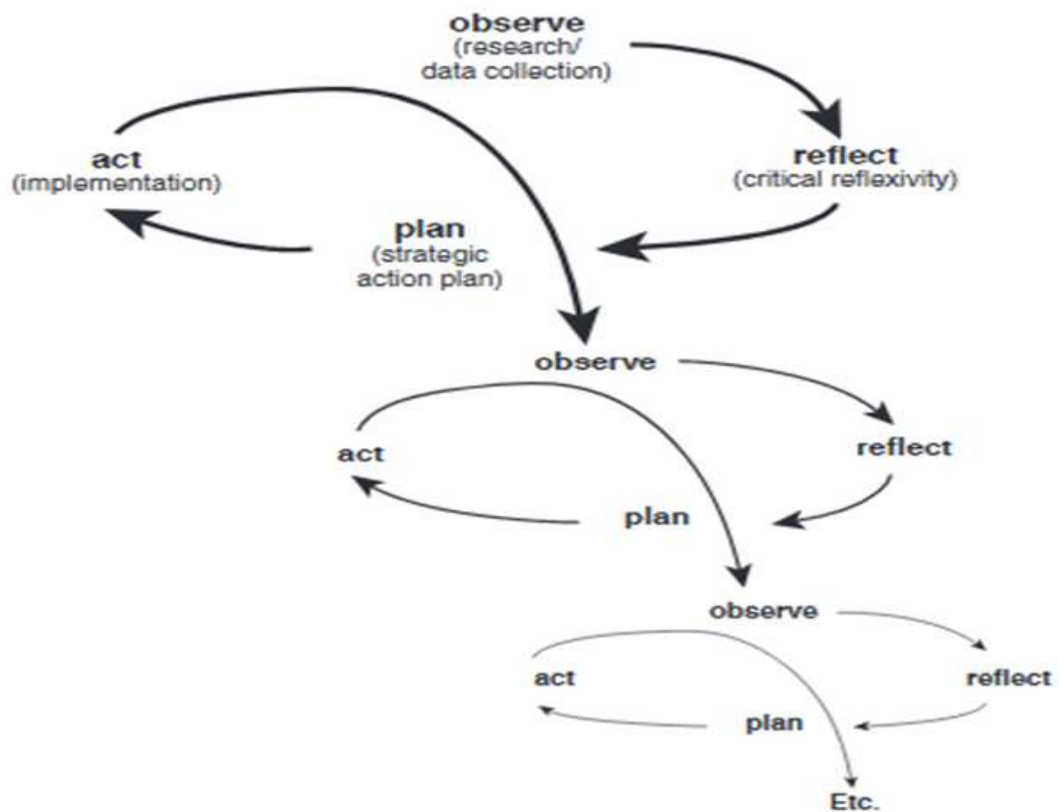 observe
(research/
data collection)
act
(implementation)
reflect
(critical reflexivity)
plan
(strategic
action plan)
observe
act
reflect
plan
observe
act
reflect
plan
Etc.